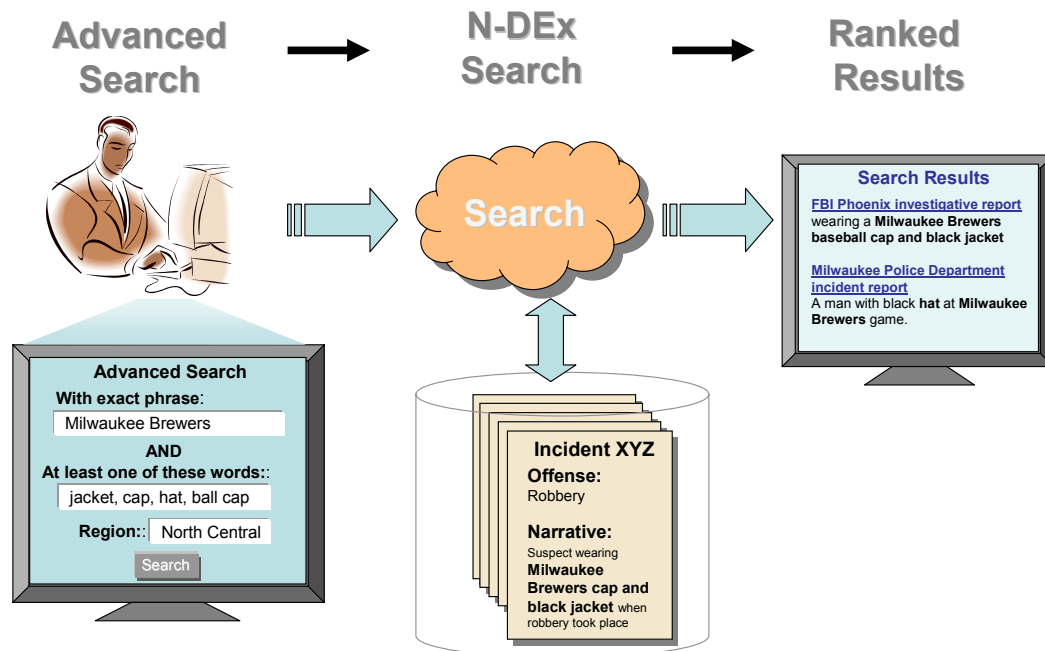 Advanced
Search
N-DEx
Search
Ranked
Results
Search
Search Results
FBI Phoenix investigative report
wearing a Milwaukee Brewers
baseball cap and black jacket
Milwaukee Police Department
incident report
A man with black hat at Milwaukee
Brewers game.
Advanced Search
With exact phrase:
Milwaukee Brewers
AND
At least one of these words::
jacket, cap, hat, ball cap
Region:: North Central
Search
Incident XYZ
Offense:
Robbery
Narrative:
Suspect wearing
Milwaukee
Brewers cap and
black jacket when
robbery took place